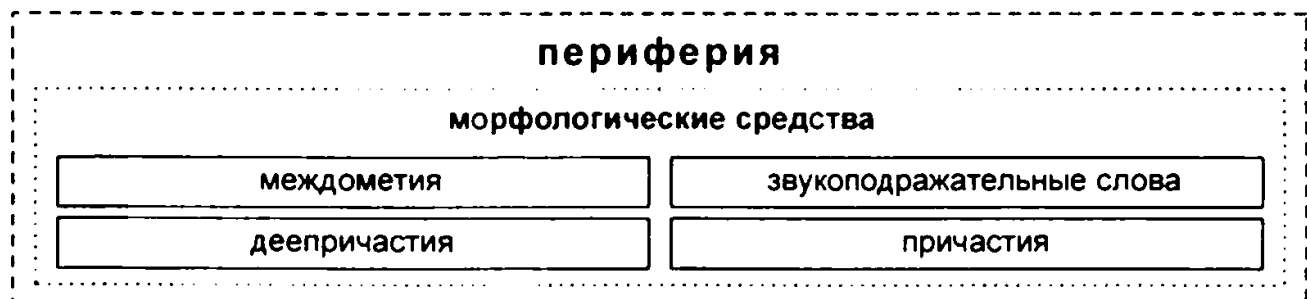 периферия
морфологические средства
междометия звукоподражательные слова
деепричастия причастия